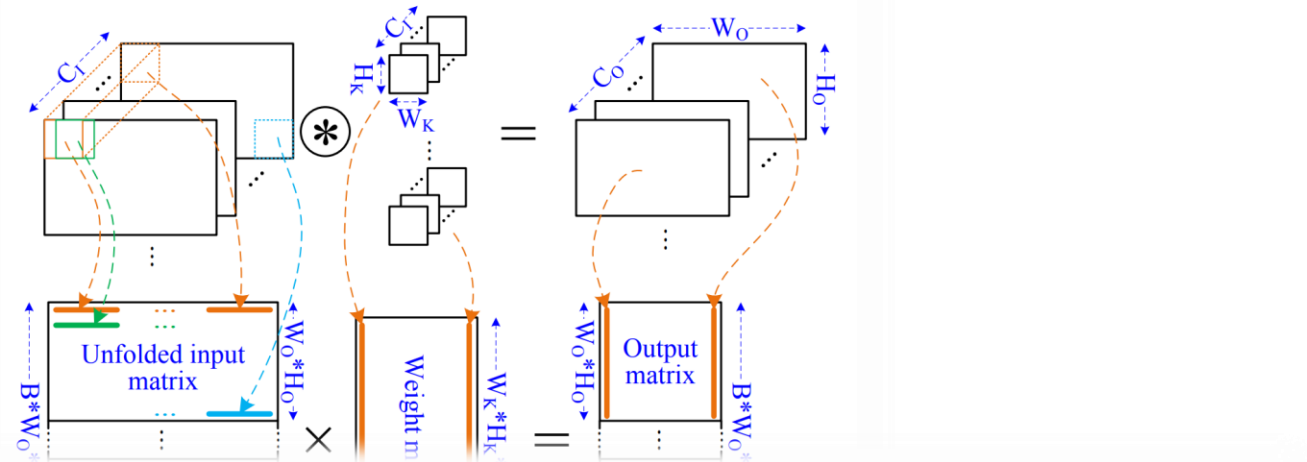 C_I
H_K
W_K
C_I
=
W_O
C_O
H_O
Unfolded input
matrix
B*W_O*
W_O*H_O
×
Weight m
W_K*H_K
=
W_O*H_O
Output
matrix
B*W_O*